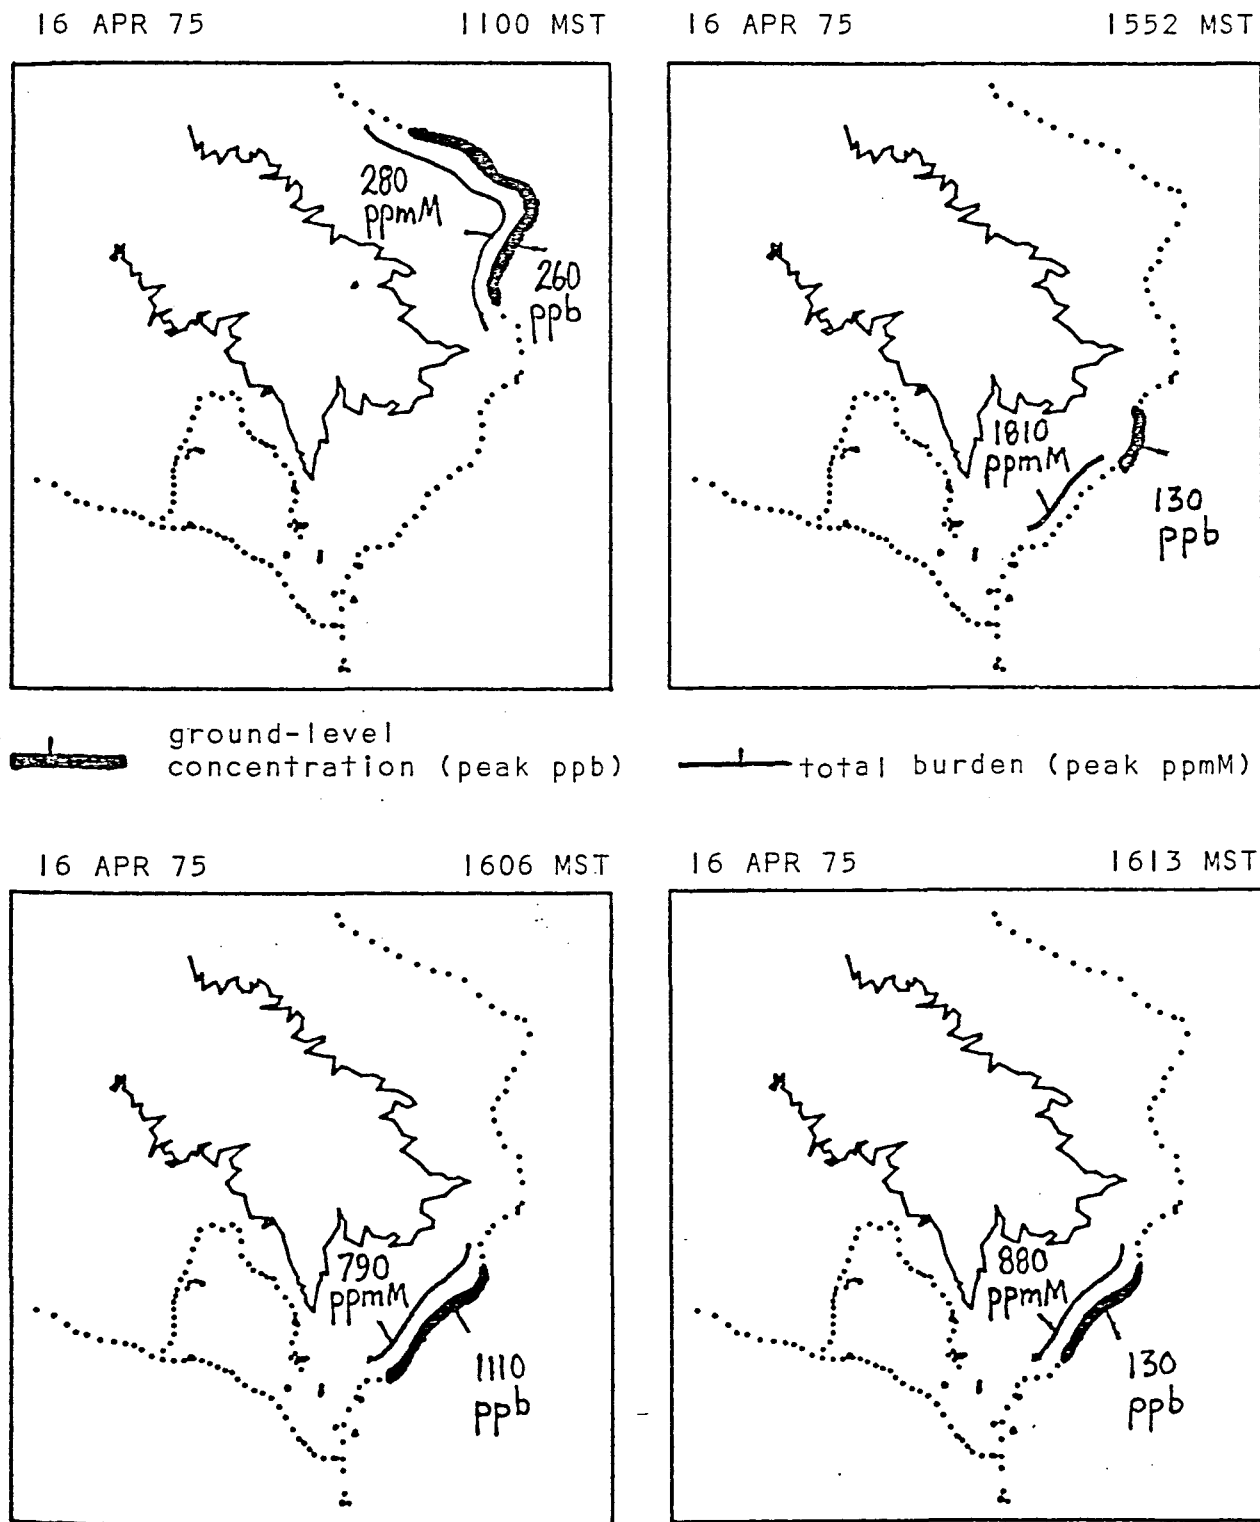 16 APR 75 1100 MST
16 APR 75 1552 MST
280
ppmM
260
ppb
1810
ppmM
130
ppb
ground-level
concentration (peak ppb)
total burden (peak ppmM)
16 APR 75 1606 MST
16 APR 75 1613 MST
790
ppmM
1110
ppb
880
ppmM
130
ppb